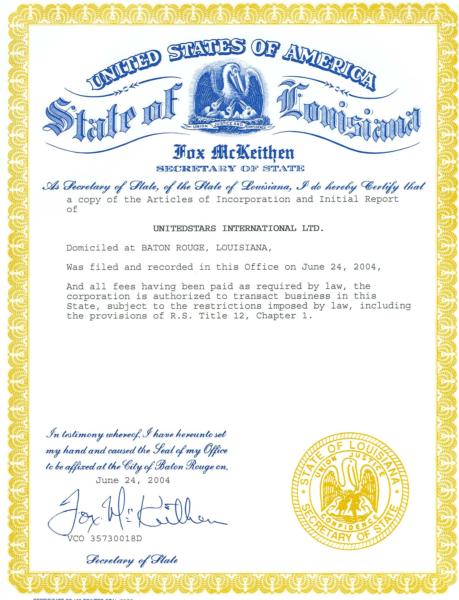 UNITED STATES OF AMERICA
State of Louisiana
UNION JUSTICE AND
Fox McKeithen
SECRETARY OF STATE
As Secretary of State, of the State of Louisiana, I do hereby Certify that
a copy of the Articles of Incorporation and Initial Report
of
UNITEDSTARS INTERNATIONAL LTD.
Domiciled at BATON ROUGE, LOUISIANA,
Was filed and recorded in this Office on June 24, 2004,
And all fees having been paid as required by law, the
corporation is authorized to transact business in this
State, subject to the restrictions imposed by law, including
the provisions of R.S. Title 12, Chapter 1.
In testimony whereof, I have hereunto set
my hand and caused the Seal of my Office
to be affixed at the City of Baton Rouge on,
June 24, 2004
Fox McKeithen
VCO 35730018D
Secretary of State
STATE OF LOUISIANA
UNION JUSTICE
CONFIDENCE
SECRETARY OF STATE